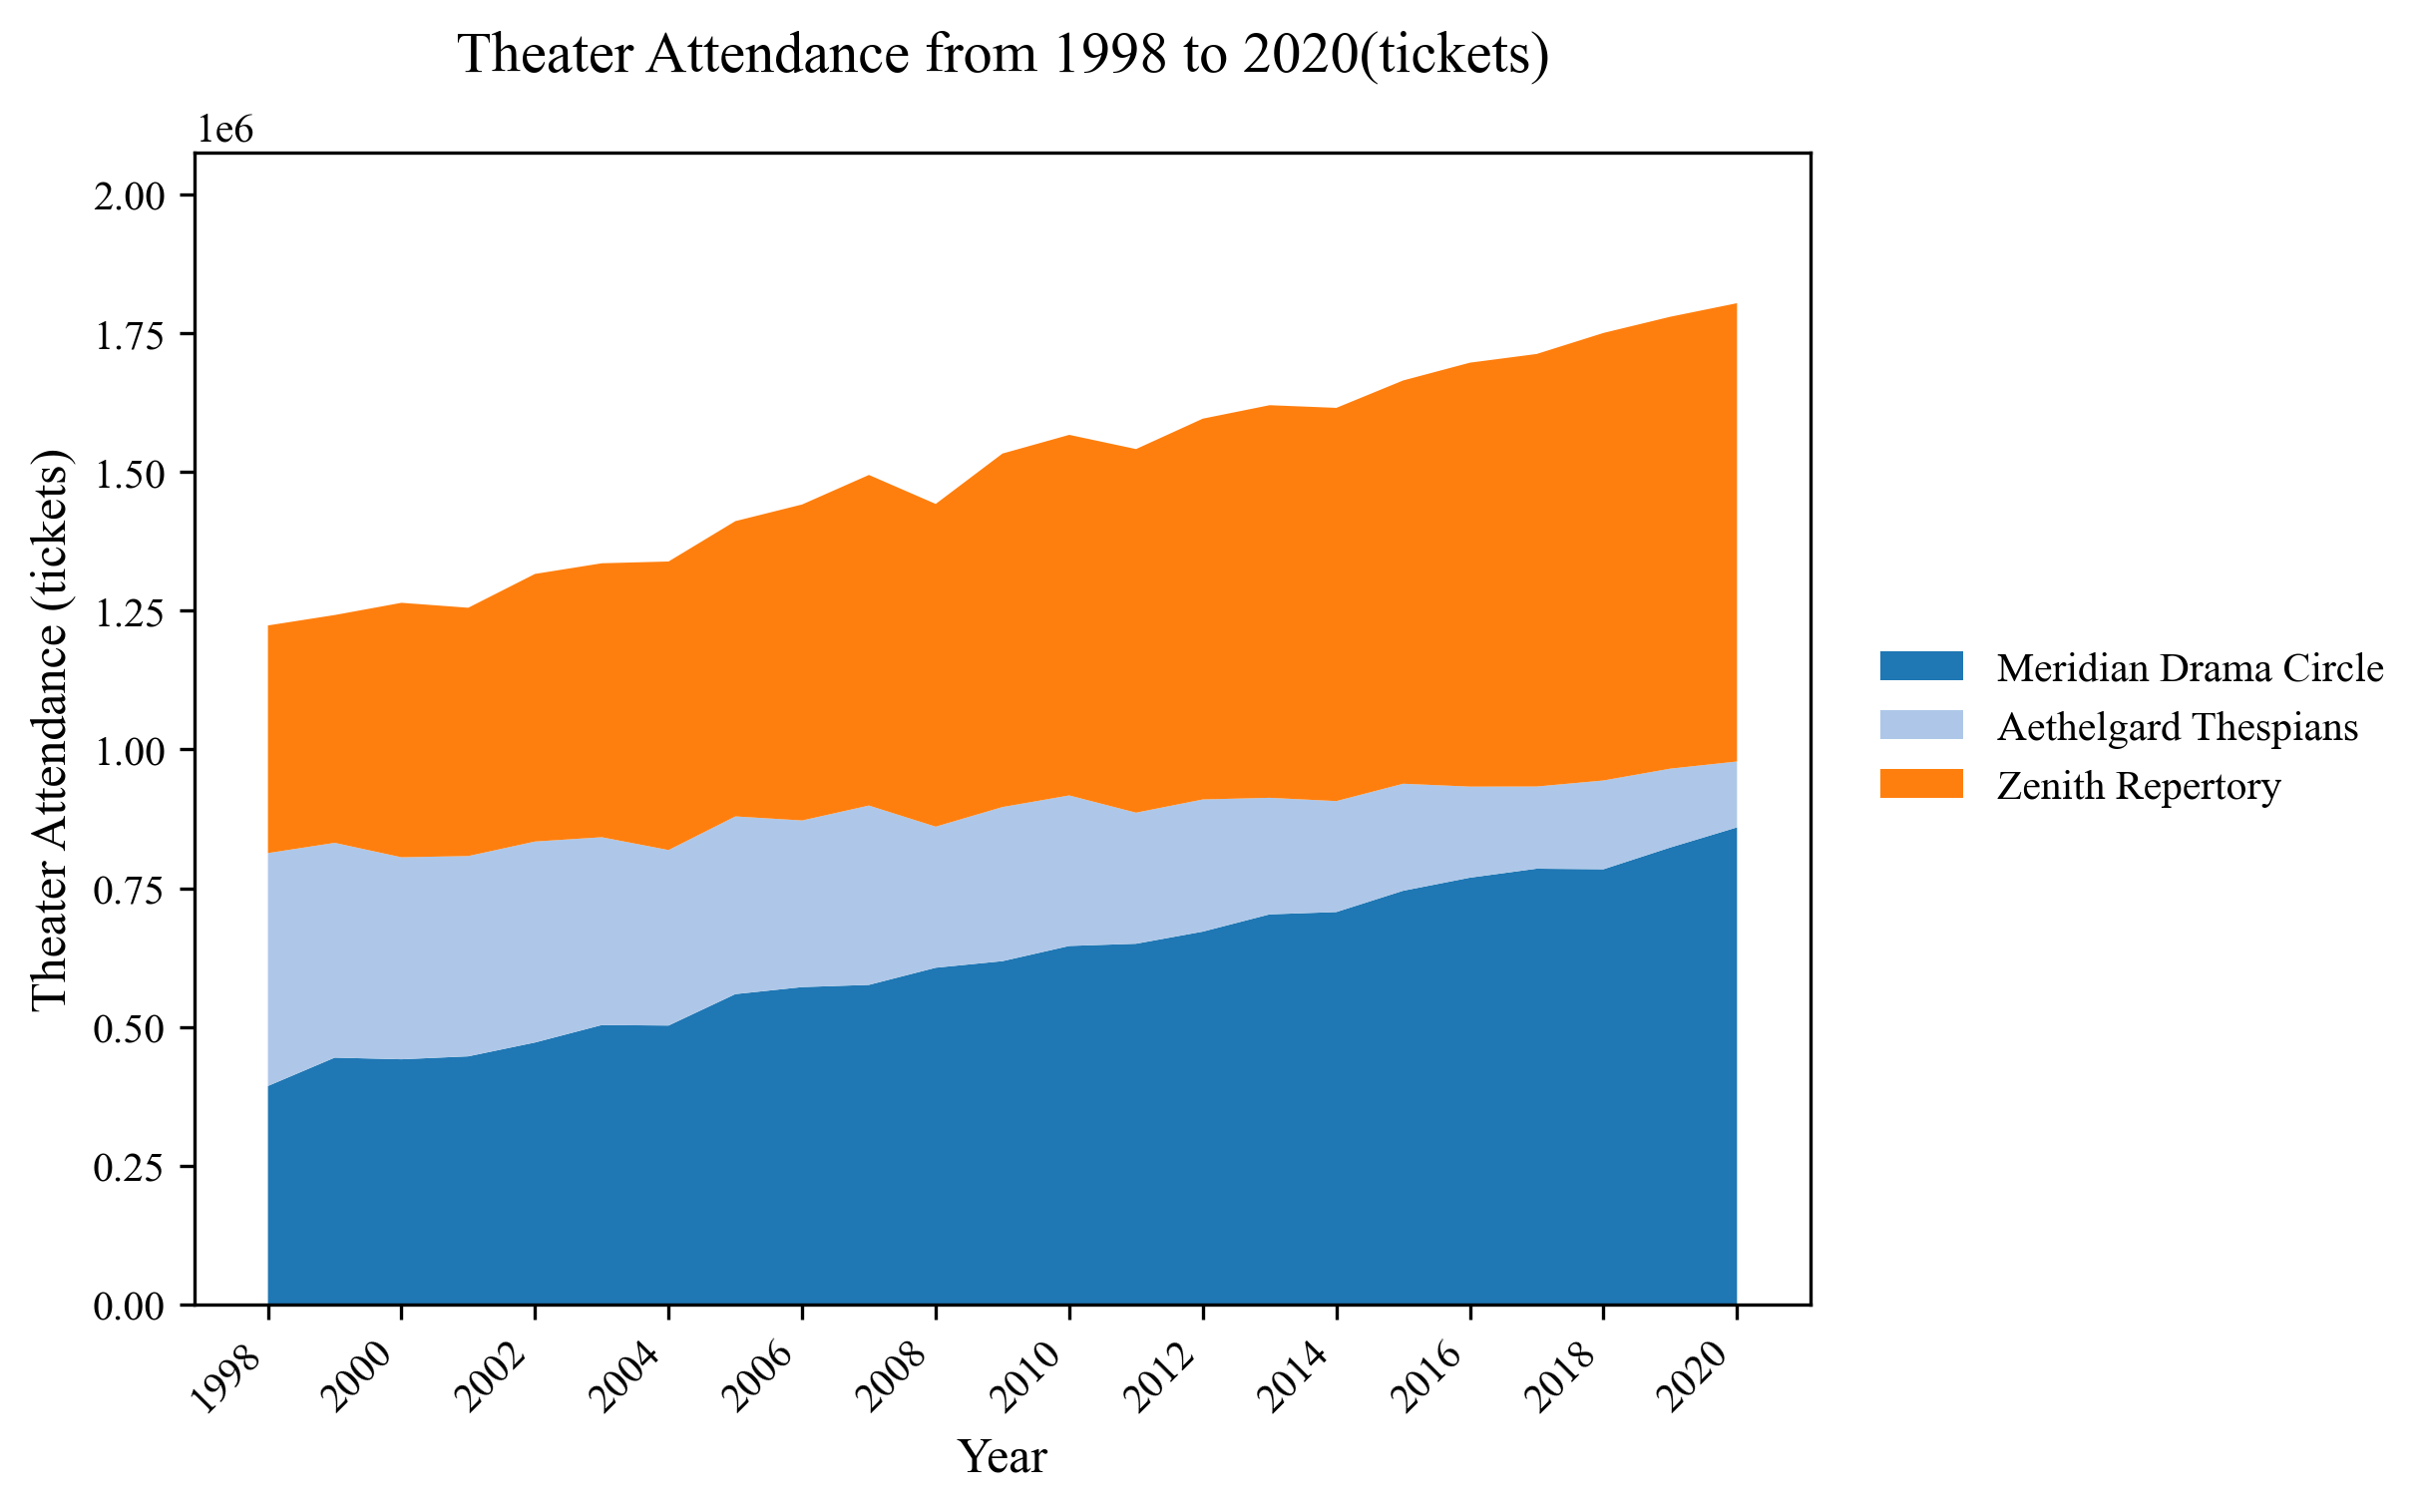 Theater Attendance from 1998 to 2020(tickets)
1e6
2.00
1.75
1.50
1.25
1.00
0.75
0.50
0.25
0.00
Theater Attendance (tickets)
1998 2000 2002 2004 2006 2008 2010 2012 2014 2016 2018 2020
Year
Meridian Drama Circle
Aethelgard Thespians
Zenith Repertory